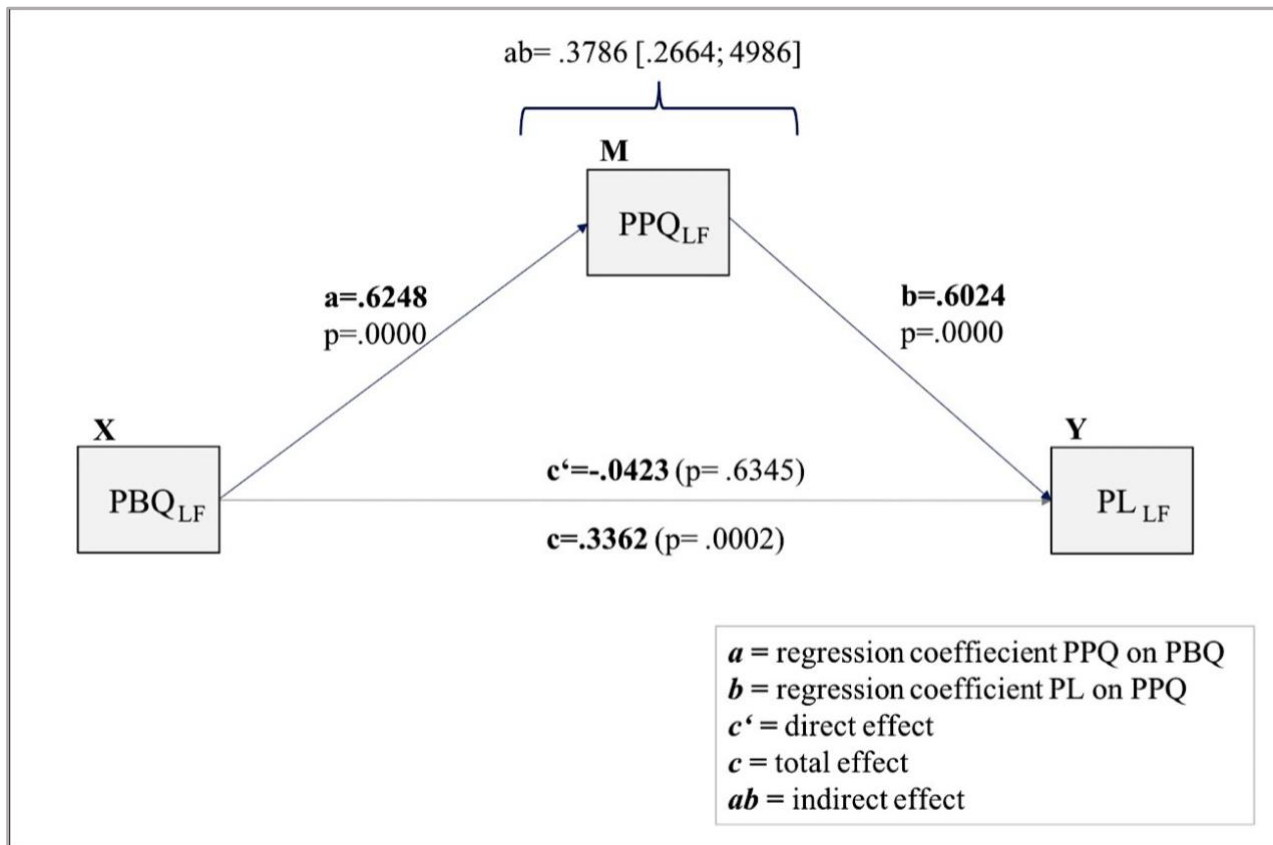 ab= .3786 [.2664; 4986]
M
PPQLF
a=.6248
p=.0000
b=.6024
p=.0000
X
PBQLF
Y
PL LF
c‘=-.0423 (p= .6345)
c=.3362 (p= .0002)
a = regression coeffiecient PPQ on PBQ
b = regression coefficient PL on PPQ
c‘ = direct effect
c = total effect
ab = indirect effect